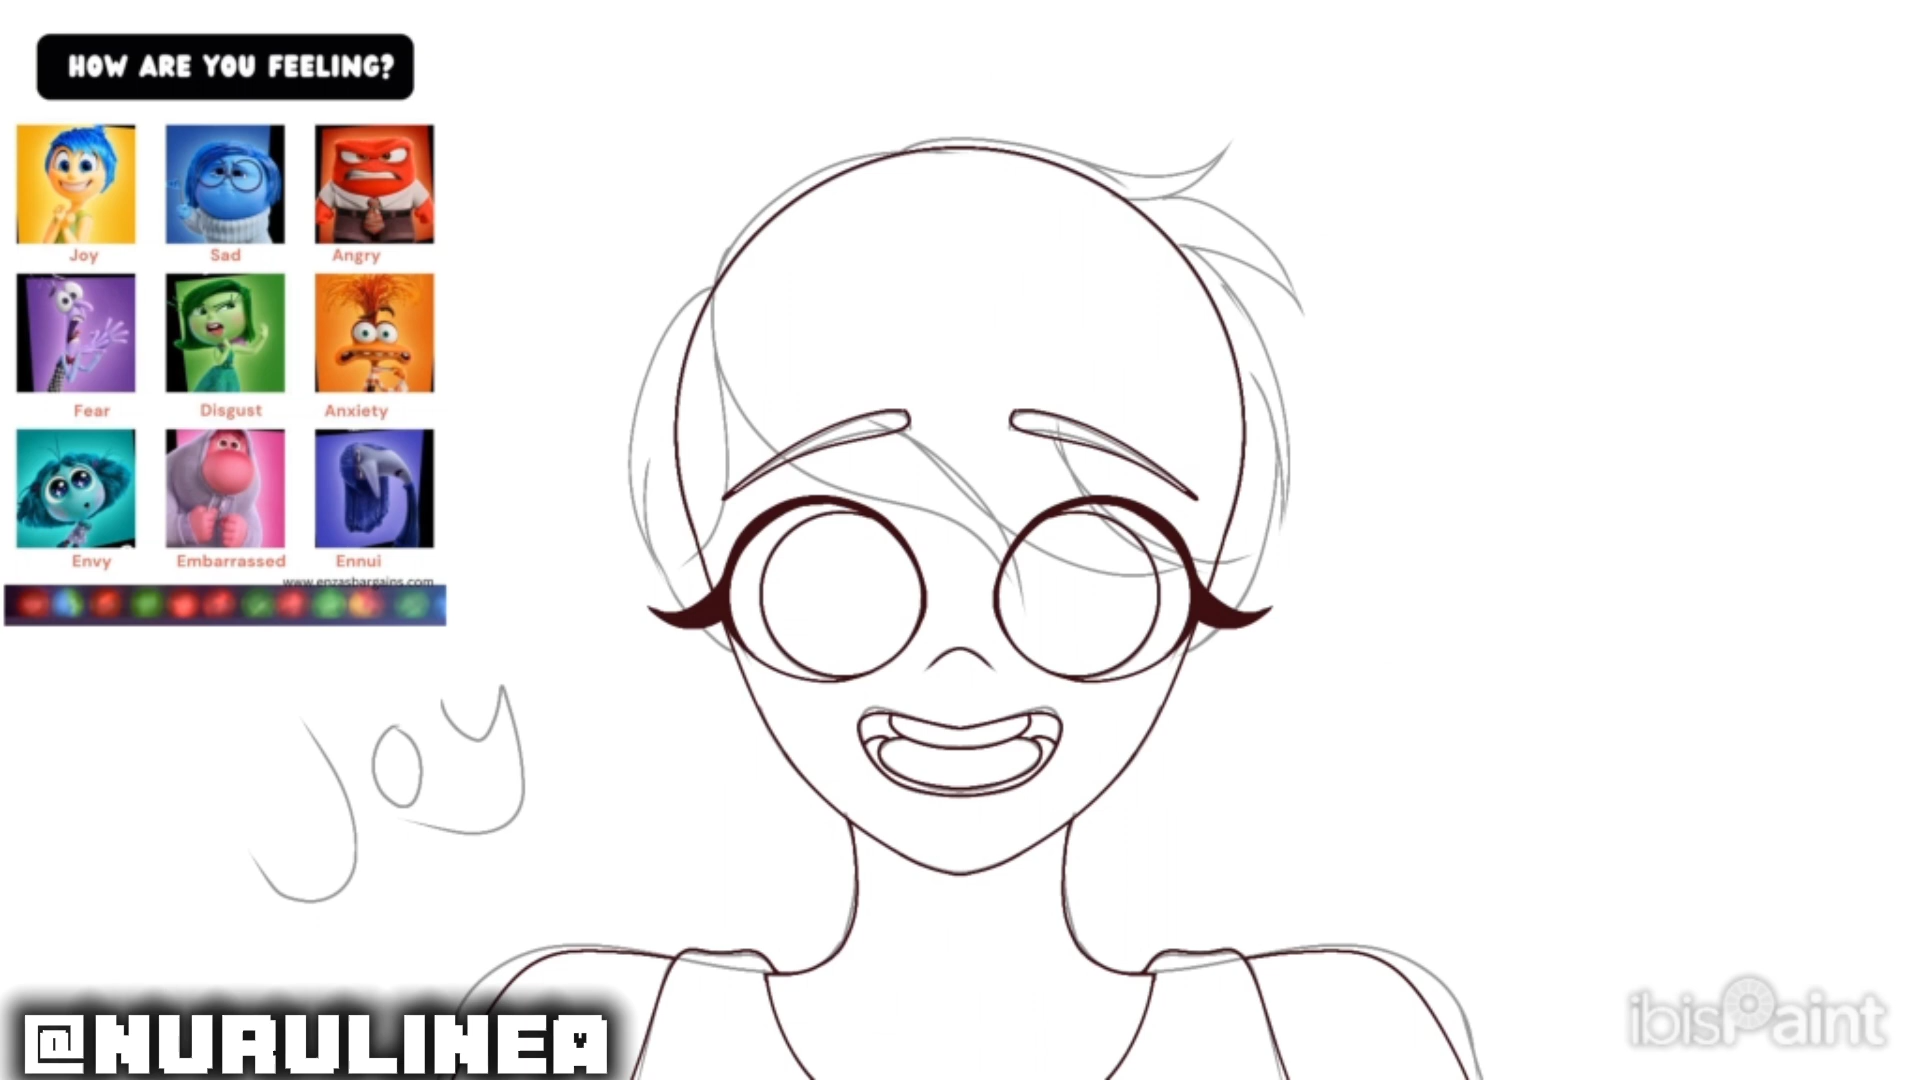 HOW ARE YOU FEELING?
Joy Sad Angry
Fear Disgust Anxiety
Envy Embarrassed Ennui
www.enzasbargains.com
Joy
@NURULINEA
ibisPaint